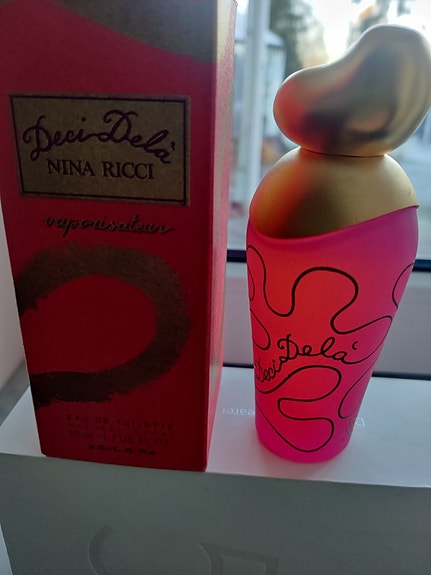 Deci Delà
NINA RICCI
vaporisateur
EAU DE TOILETTE
Deci Delà